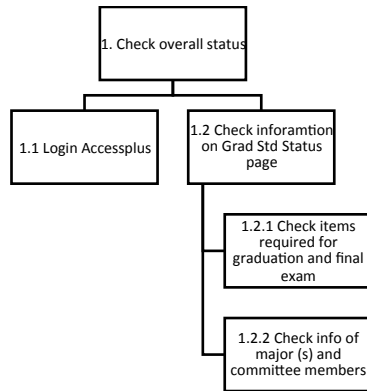 1. Check overall status
1.1 Login Accessplus
1.2 Check inforamtion
on Grad Std Status
page
1.2.1 Check items
required for
graduation and final
exam
1.2.2 Check info of
major (s) and
committee members